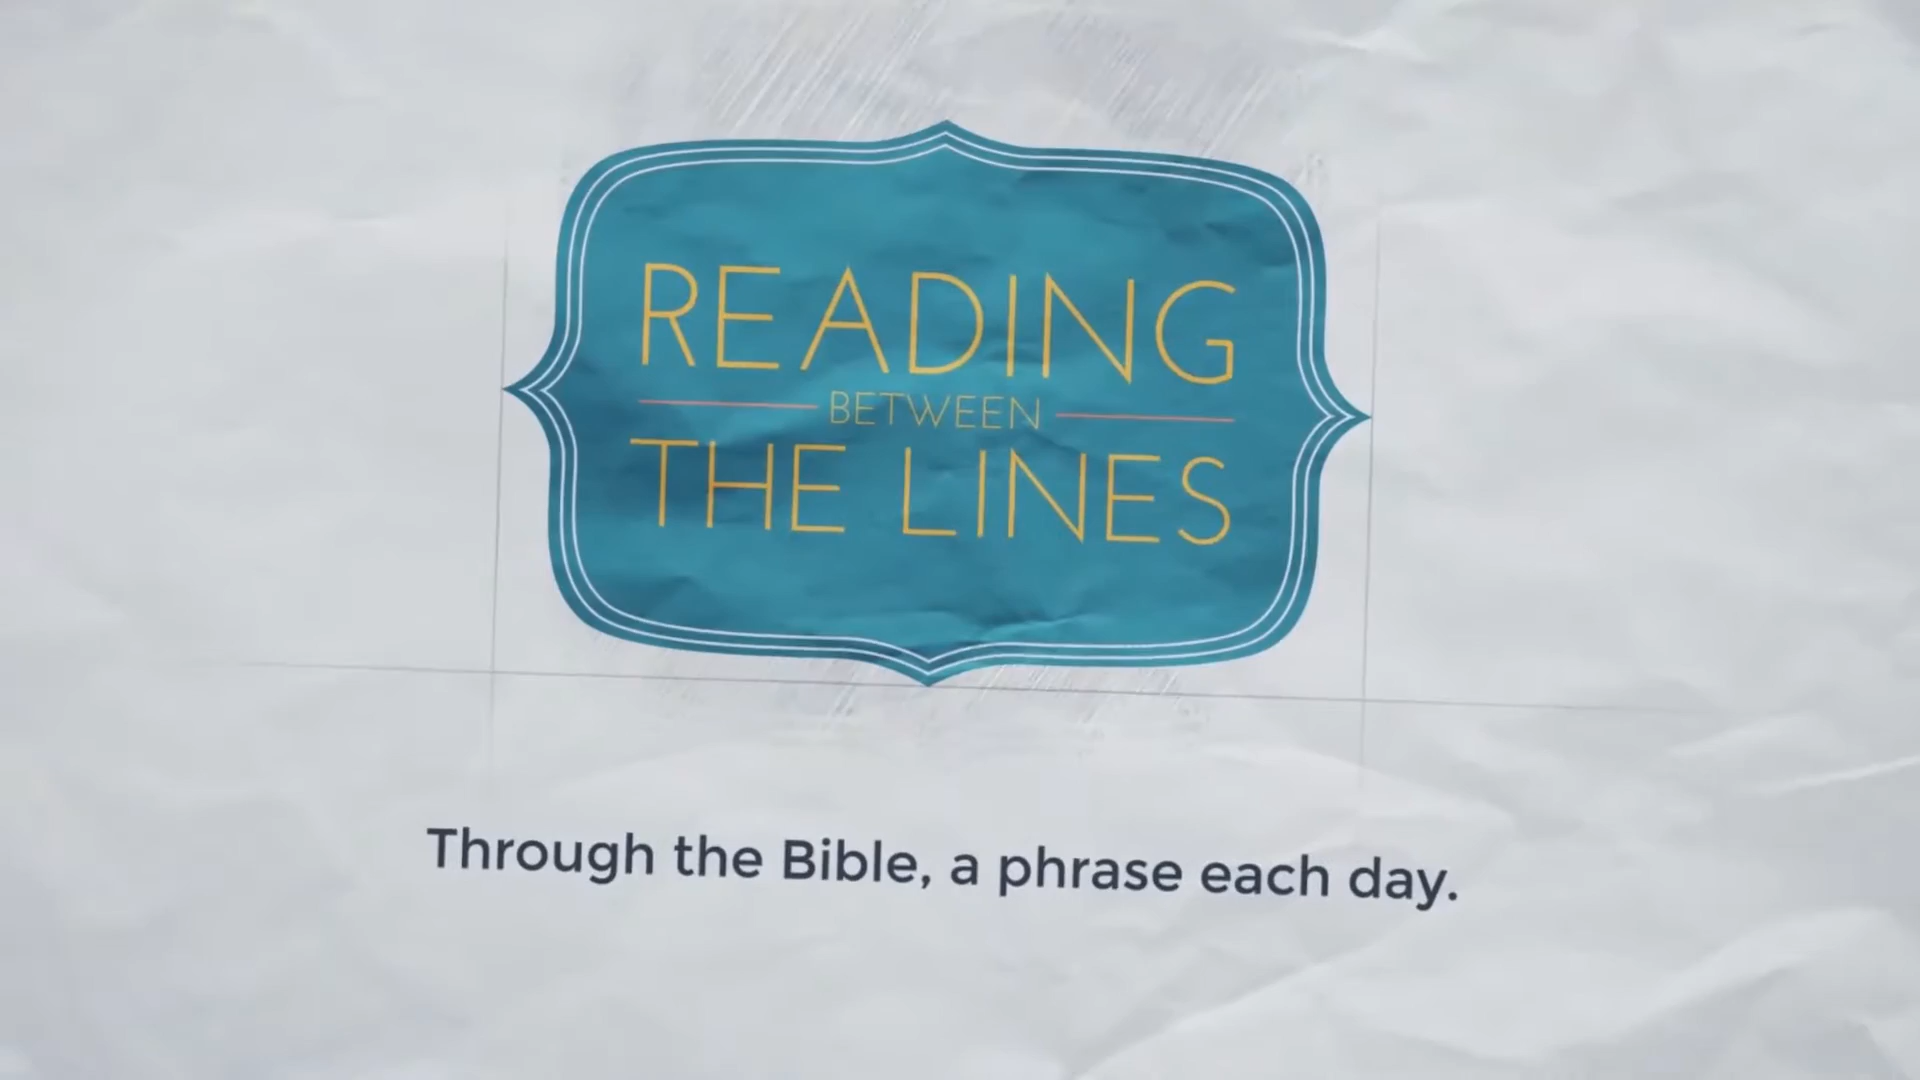 READING
BETWEEN
THE LINES
Through the Bible, a phrase each day.